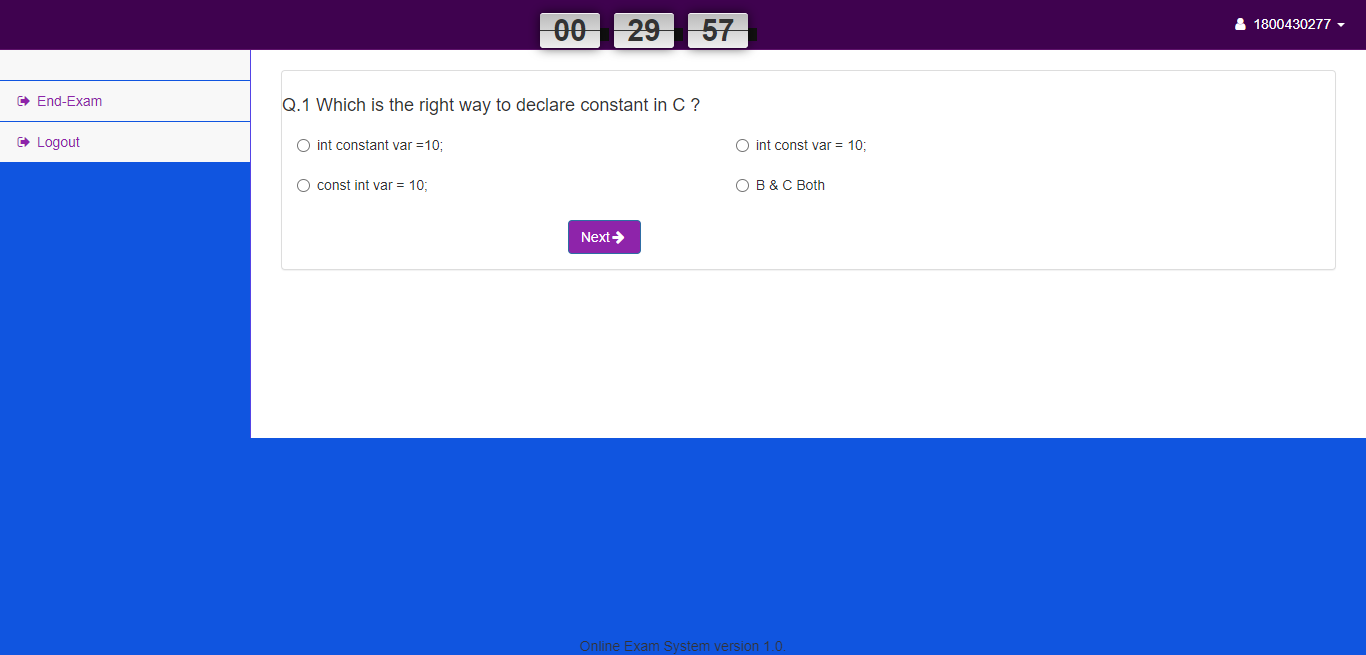 00 29 57
1800430277
End-Exam
Logout
Q.1 Which is the right way to declare constant in C ?
int constant var =10; int const var = 10;
const int var = 10; B & C Both
Next
Online Exam System version 1.0.